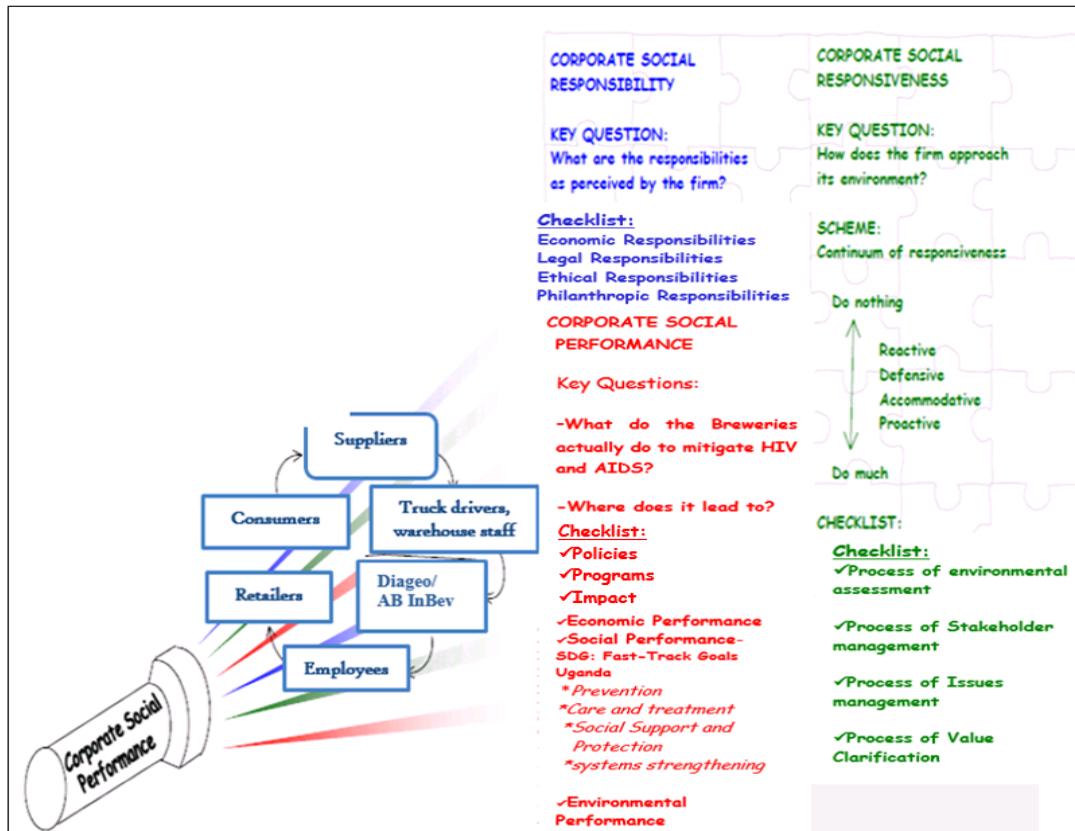 CORPORATE SOCIAL
RESPONSIBILITY
KEY QUESTION:
What are the responsibilities
as perceived by the firm?
Checklist:
Economic Responsibilities
Legal Responsibilities
Ethical Responsibilities
Philanthropic Responsibilities
CORPORATE SOCIAL
PERFORMANCE
Key Questions:
-What do the Breweries
actually do to mitigate HIV
and AIDS?
-Where does it lead to?
Checklist:
✓Policies
✓Programs
✓Impact
✓Economic Performance
✓Social Performance-
SDG: Fast-Track Goals
Uganda
*Prevention
*Care and treatment
*Social Support and
Protection
*systems strengthening
✓Environmental
Performance
CORPORATE SOCIAL
RESPONSIVENESS
KEY QUESTION:
How does the firm approach
its environment?
SCHEME:
Continuum of responsiveness
Do nothing
Reactive
Defensive
Accommodative
Proactive
Do much
CHECKLIST:
Checklist:
✓Process of environmental
assessment
✓Process of Stakeholder
management
✓Process of Issues
management
✓Process of Value
Clarification
Suppliers
Truck drivers,
warehouse staff
Consumers
Diageo/
AB InBev
Retailers
Employees
Corporate Social
Performance